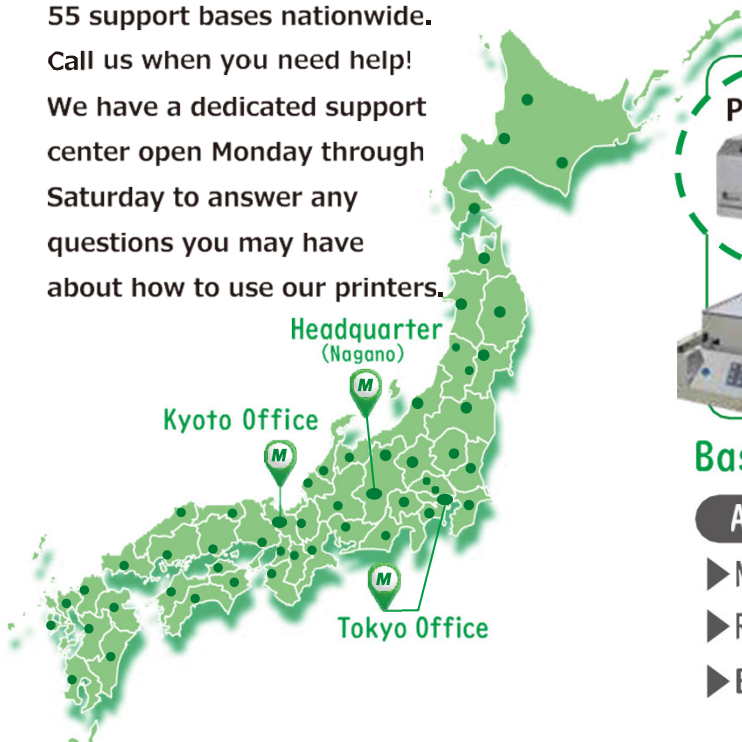 55 support bases nationwide.
Call us when you need help!
We have a dedicated support
center open Monday through
Saturday to answer any
questions you may have
about how to use our printers.
Headquarter
(Nagano)
M
Kyoto Office
M
M
Tokyo Office
P
Bas
A